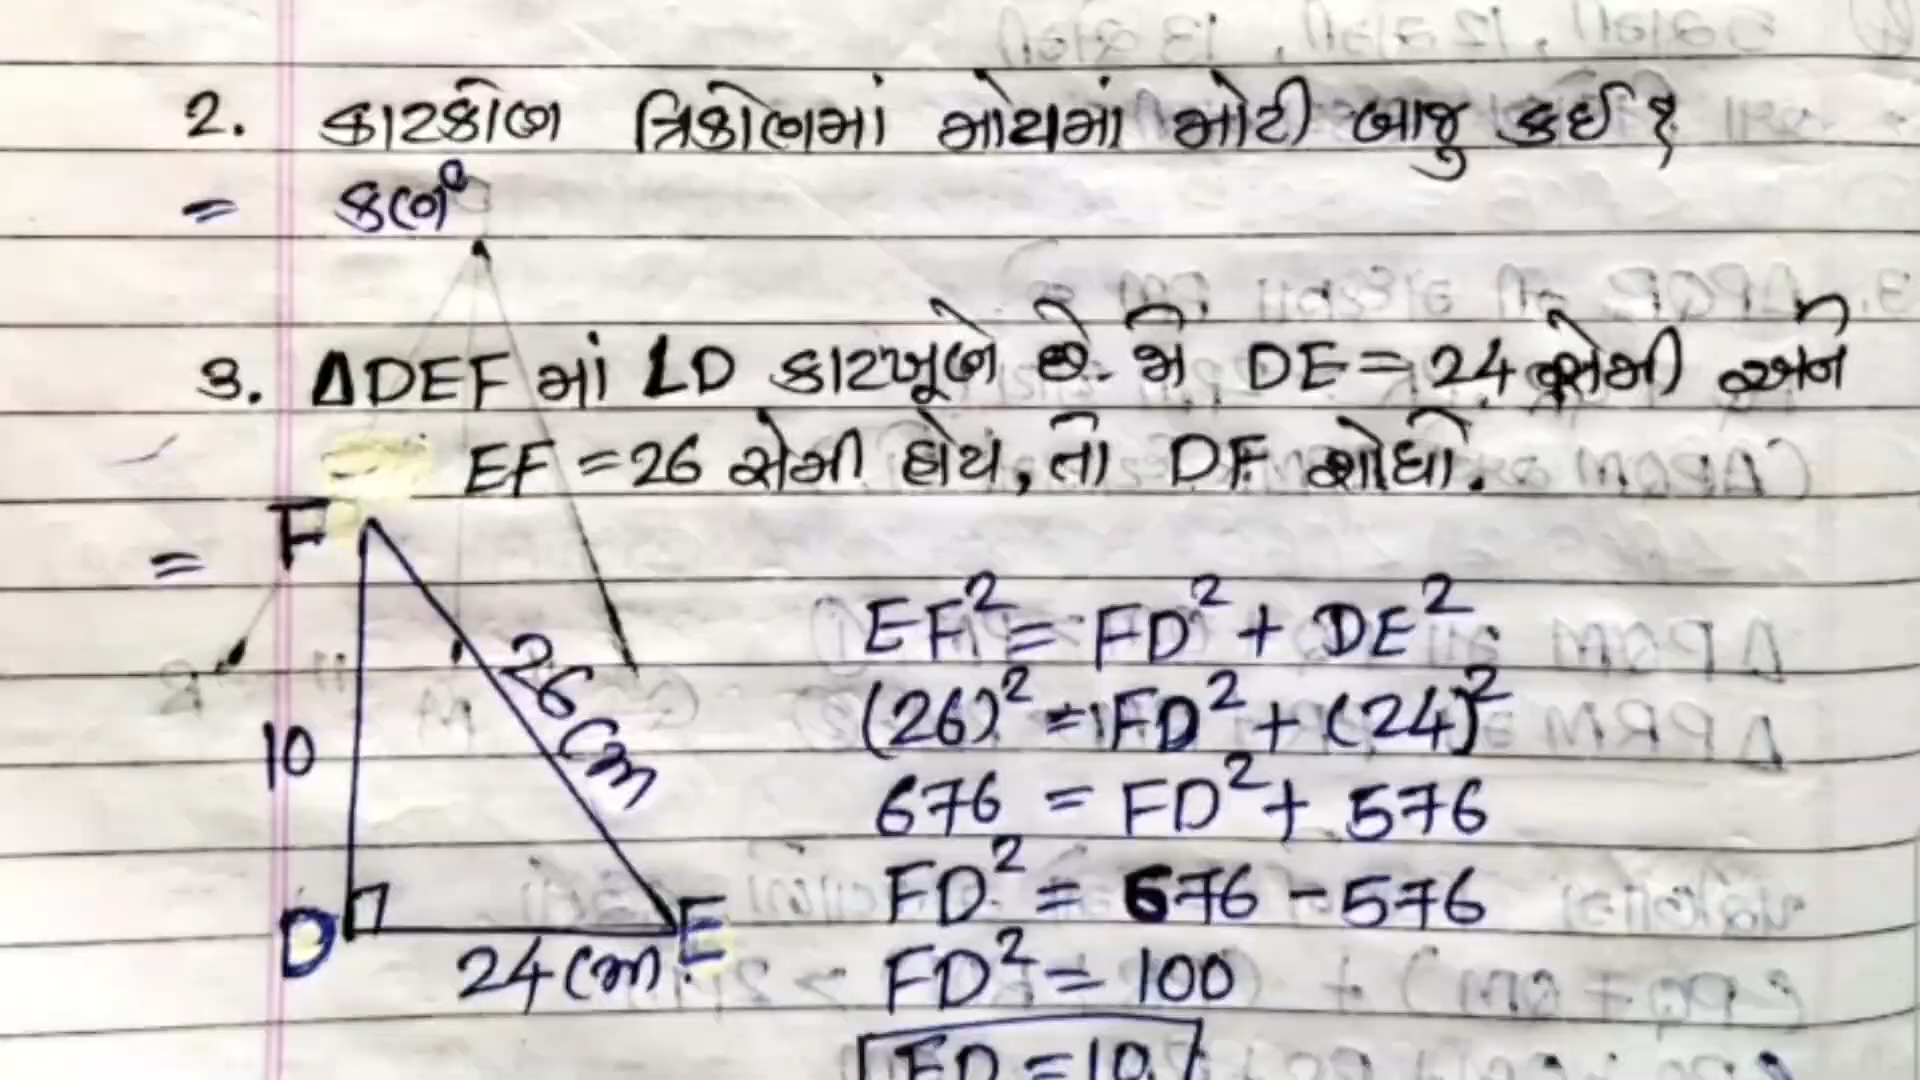 2. કાટકોણ ત્રિકોણમાં સૌથમાં મોટી બાજુ કઈ ?
= કર્ણ
3. ΔDEF માં ∠D કાટખૂણો છે. જો DE = 24 સેમી અને
EF = 26 સેમી હોય, તો DF શોધો.
= F
10
26 cm
D
E
24 cm.
EF² = FD² + DE²
(26)² = FD² + (24)²
676 = FD² + 576
FD² = 676 - 576
FD² = 100
FD = 10